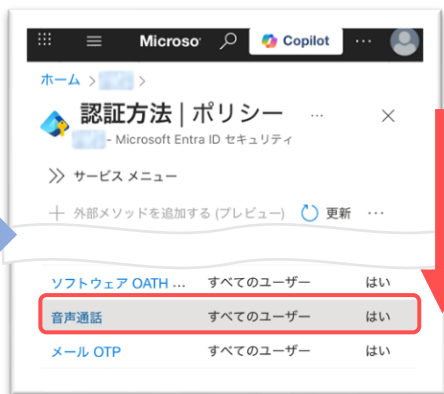 Microso
Copilot
ホーム > >
認証方法 | ポリシー ...
- Microsoft Entra ID セキュリティ
サービス メニュー
外部メソッドを追加する (プレビュー) 更新 ...
ソフトウェア OATH ... すべてのユーザー はい
音声通話 すべてのユーザー はい
メール OTP すべてのユーザー はい